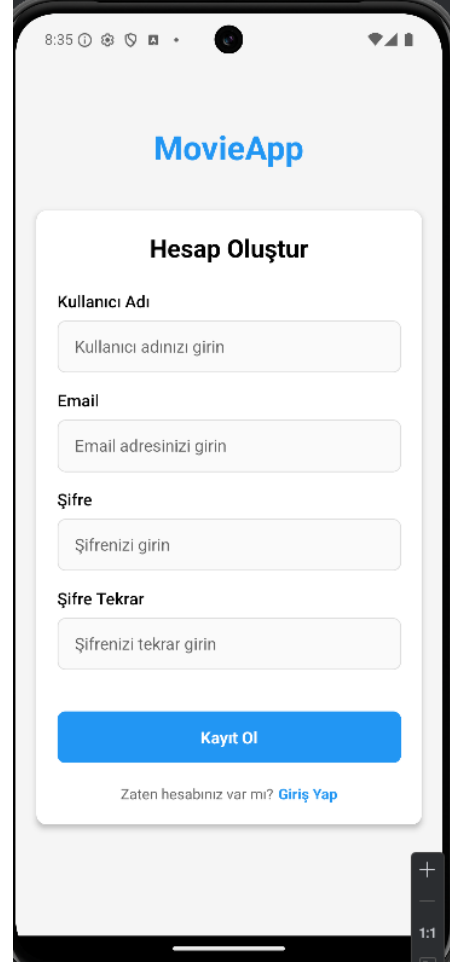 8:35
MovieApp
Hesap Oluştur
Kullanıcı Adı
Kullanıcı adınızı girin
Email
Email adresinizi girin
Şifre
Şifrenizi girin
Şifre Tekrar
Şifrenizi tekrar girin
Kayıt Ol
Zaten hesabınız var mı? Giriş Yap
1:1